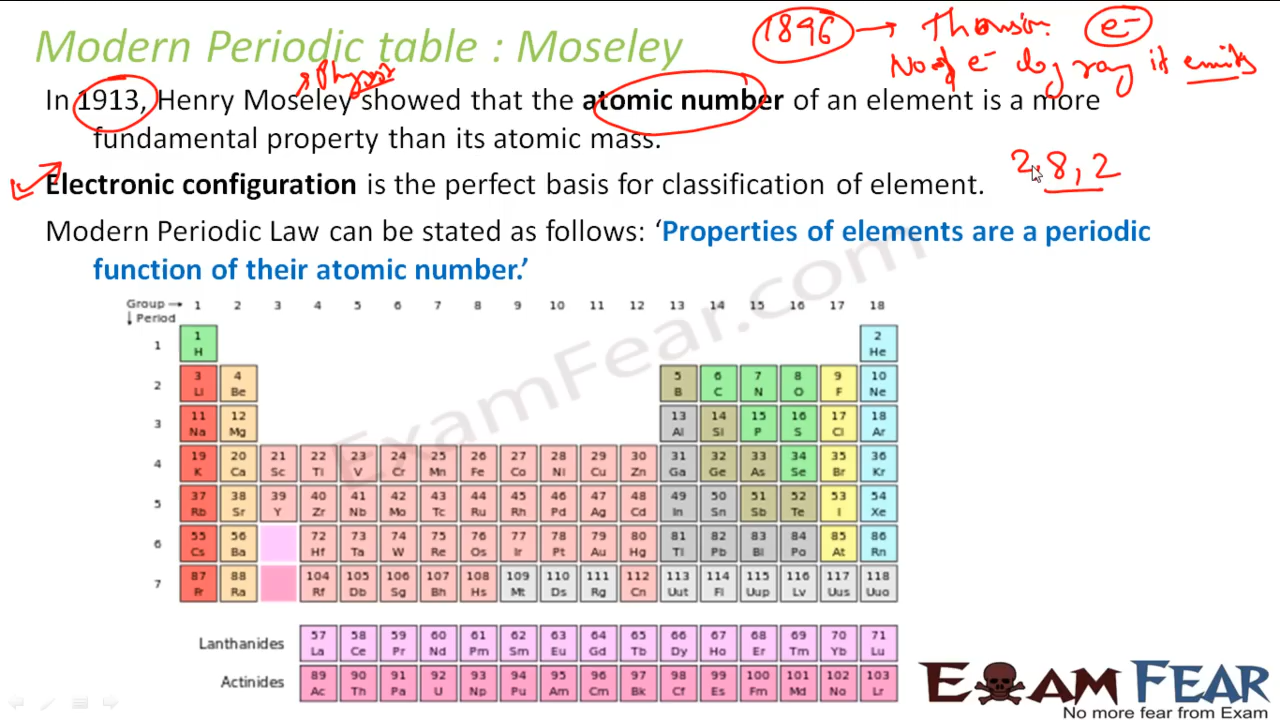 Modern Periodic table : Moseley
1896 → Thomson e-
No of e- dog ray it emits
Physist
In 1913, Henry Moseley showed that the atomic number of an element is a more
fundamental property than its atomic mass.
2,8,2
Electronic configuration is the perfect basis for classification of element.
Modern Periodic Law can be stated as follows: ‘Properties of elements are a periodic
function of their atomic number.’
Group → 1 2 3 4 5 6 7 8 9 10 11 12 13 14 15 16 17 18
↓ Period
1 1 H 2 He
2 3 Li 4 Be 5 B 6 C 7 N 8 O 9 F 10 Ne
3 11 Na 12 Mg 13 Al 14 Si 15 P 16 S 17 Cl 18 Ar
4 19 K 20 Ca 21 Sc 22 Ti 23 V 24 Cr 25 Mn 26 Fe 27 Co 28 Ni 29 Cu 30 Zn 31 Ga 32 Ge 33 As 34 Se 35 Br 36 Kr
5 37 Rb 38 Sr 39 Y 40 Zr 41 Nb 42 Mo 43 Tc 44 Ru 45 Rh 46 Pd 47 Ag 48 Cd 49 In 50 Sn 51 Sb 52 Te 53 I 54 Xe
6 55 Cs 56 Ba 72 Hf 73 Ta 74 W 75 Re 76 Os 77 Ir 78 Pt 79 Au 80 Hg 81 Tl 82 Pb 83 Bi 84 Po 85 At 86 Rn
7 87 Fr 88 Ra 104 Rf 105 Db 106 Sg 107 Bh 108 Hs 109 Mt 110 Ds 111 Rg 112 Cn 113 Uut 114 Fl 115 Uup 116 Lv 117 Uus 118 Uuo
Lanthanides 57 La 58 Ce 59 Pr 60 Nd 61 Pm 62 Sm 63 Eu 64 Gd 65 Tb 66 Dy 67 Ho 68 Er 69 Tm 70 Yb 71 Lu
Actinides 89 Ac 90 Th 91 Pa 92 U 93 Np 94 Pu 95 Am 96 Cm 97 Bk 98 Cf 99 Es 100 Fm 101 Md 102 No 103 Lr
ExamFear.com
EXAM FEAR
No more fear from Exam